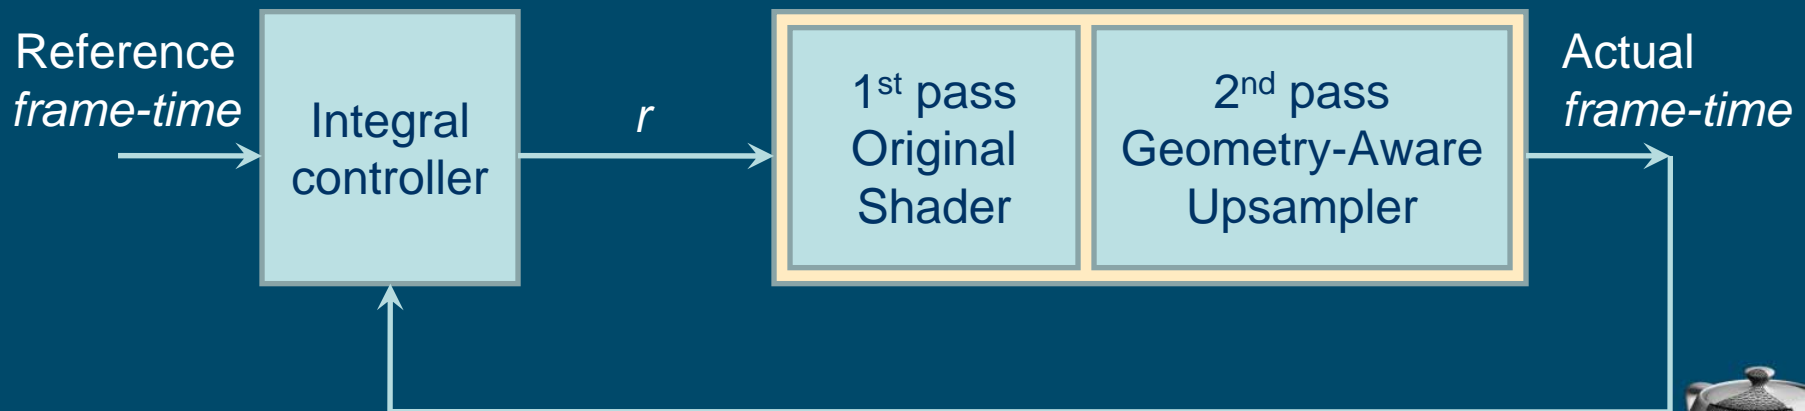 Reference
frame-time
Integral
controller
r
1st pass
Original
Shader
2nd pass
Geometry-Aware
Upsampler
Actual
frame-time